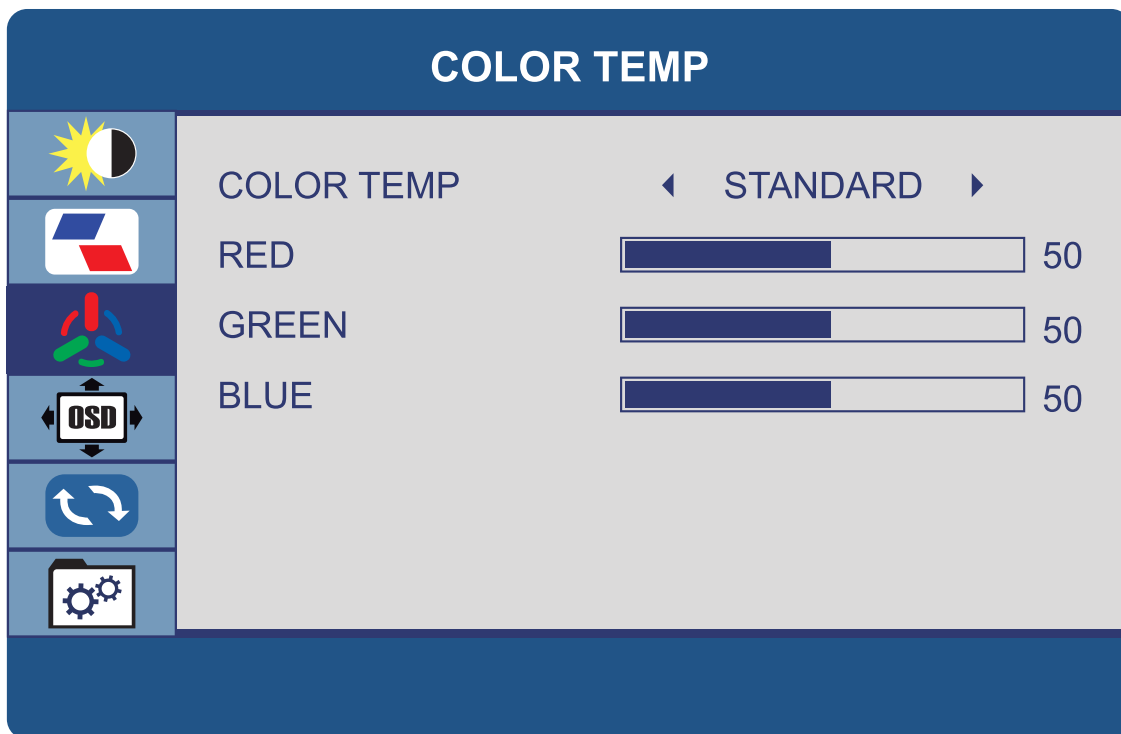 COLOR TEMP
COLOR TEMP STANDARD
RED 50
GREEN 50
BLUE 50
OSD